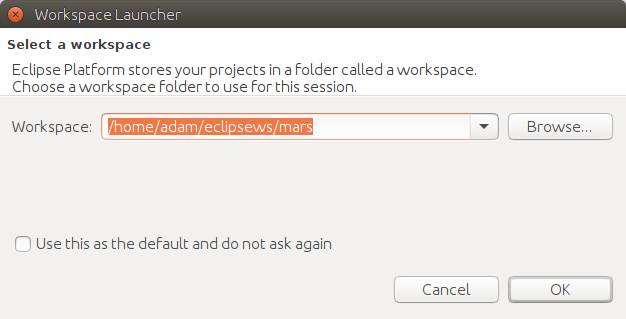 Workspace Launcher
Select a workspace
Eclipse Platform stores your projects in a folder called a workspace.
Choose a workspace folder to use for this session.
Workspace: /home/adam/eclipsews/mars Browse...
Use this as the default and do not ask again
Cancel OK